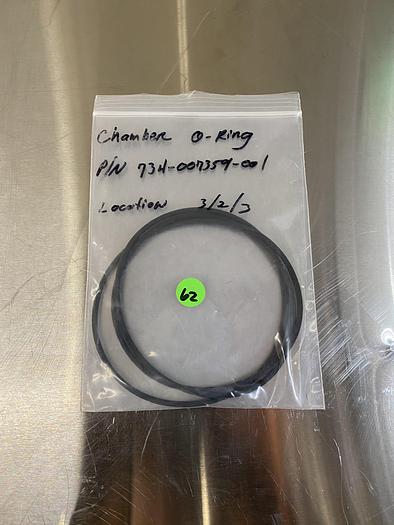 Chamber O-Ring
P/N 734-007359-001
Location 3/2/3
62